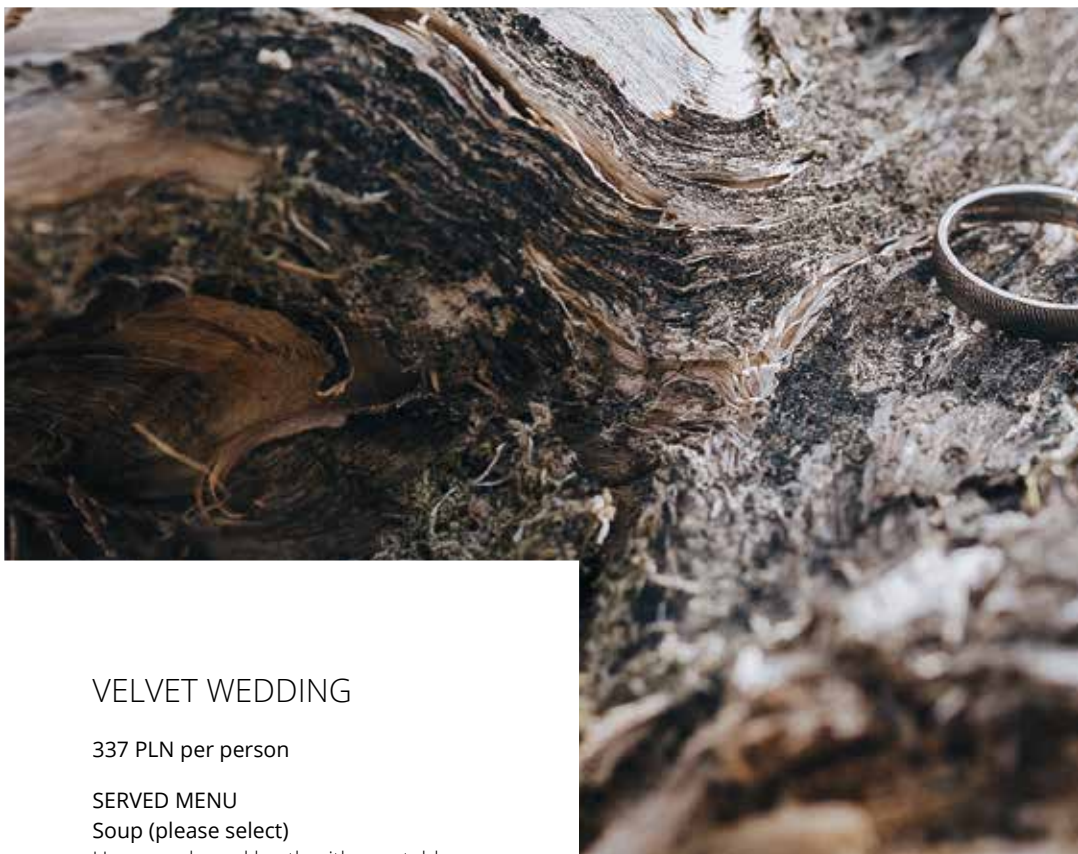 VELVET WEDDING
337 PLN per person
SERVED MENU
Soup (please select)